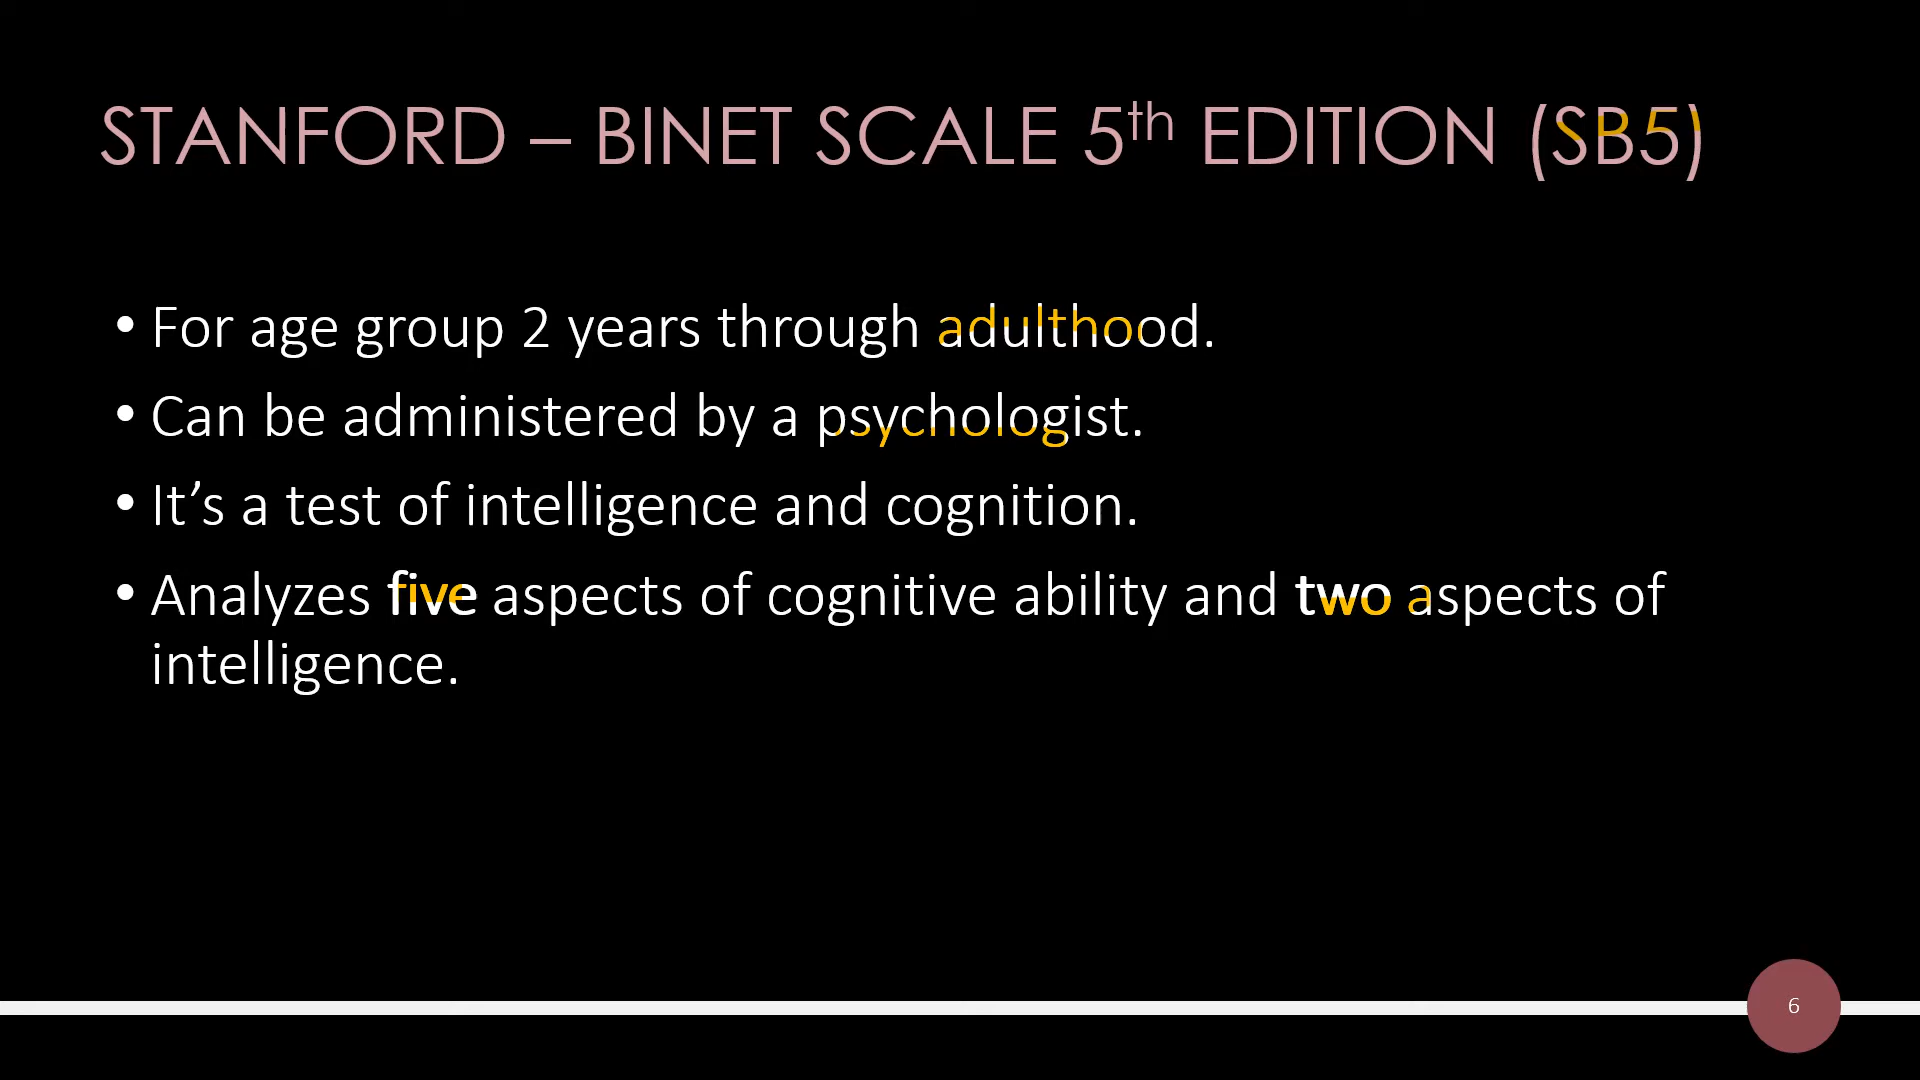 STANFORD – BINET SCALE 5th EDITION (SB5)
• For age group 2 years through adulthood.
• Can be administered by a psychologist.
• It’s a test of intelligence and cognition.
• Analyzes five aspects of cognitive ability and two aspects of
intelligence.
6